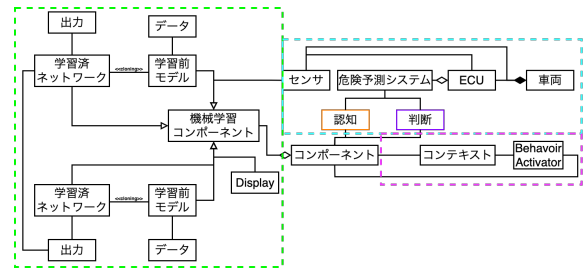 出力
データ
学習済
ネットワーク
<<cloning>>
学習前
モデル
センサ
危険予測システム
ECU
車両
機械学習
コンポーネント
認知
判断
コンポーネント
コンテキスト
Behavoir
Activator
Display
学習済
ネットワーク
<<cloning>>
学習前
モデル
出力
データ